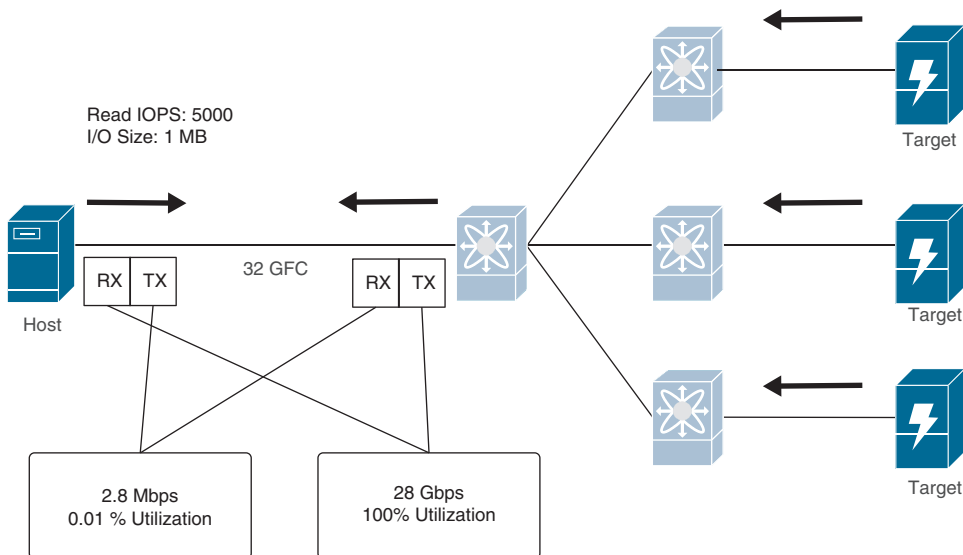 Read IOPS: 5000
I/O Size: 1 MB
Target
RX
TX
32 GFC
RX
TX
Host
Target
2.8 Mbps
0.01 % Utilization
28 Gbps
100% Utilization
Target